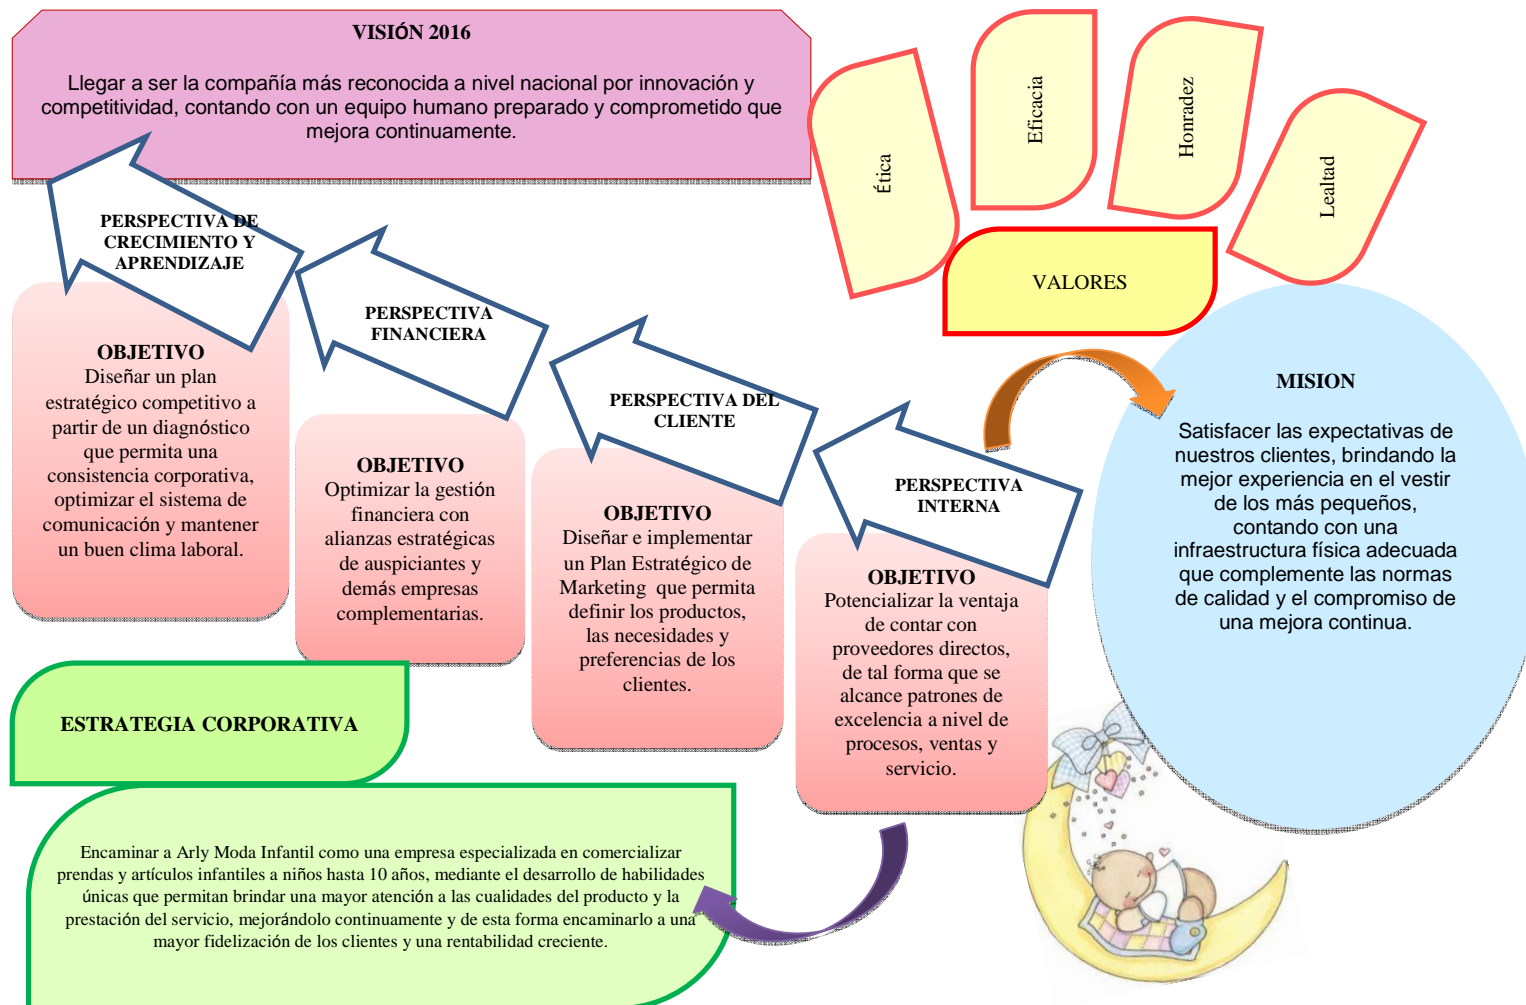 VISIÓN 2016
Llegar a ser la compañía más reconocida a nivel nacional por innovación y
competitividad, contando con un equipo humano preparado y comprometido que
mejora continuamente.
Ética
Eficacia
Honradez
Lealtad
VALORES
PERSPECTIVA DE
CRECIMIENTO Y
APRENDIZAJE
OBJETIVO
Diseñar un plan
estratégico competitivo a
partir de un diagnóstico
que permita una
consistencia corporativa,
optimizar el sistema de
comunicación y mantener
un buen clima laboral.
PERSPECTIVA
FINANCIERA
OBJETIVO
Optimizar la gestión
financiera con
alianzas estratégicas
de auspiciantes y
demás empresas
complementarias.
PERSPECTIVA DEL
CLIENTE
OBJETIVO
Diseñar e implementar
un Plan Estratégico de
Marketing  que permita
definir los productos,
las necesidades y
preferencias de los
clientes.
PERSPECTIVA
INTERNA
OBJETIVO
Potencializar la ventaja
de contar con
proveedores directos,
de tal forma que se
alcance patrones de
excelencia a nivel de
procesos, ventas y
servicio.
MISION
Satisfacer las expectativas de
nuestros clientes, brindando la
mejor experiencia en el vestir
de los más pequeños,
contando con una
infraestructura física adecuada
que complemente las normas
de calidad y el compromiso de
una mejora continua.
ESTRATEGIA CORPORATIVA
Encaminar a Arly Moda Infantil como una empresa especializada en comercializar
prendas y artículos infantiles a niños hasta 10 años, mediante el desarrollo de habilidades
únicas que permitan brindar una mayor atención a las cualidades del producto y la
prestación del servicio, mejorándolo continuamente y de esta forma encaminarlo a una
mayor fidelización de los clientes y una rentabilidad creciente.